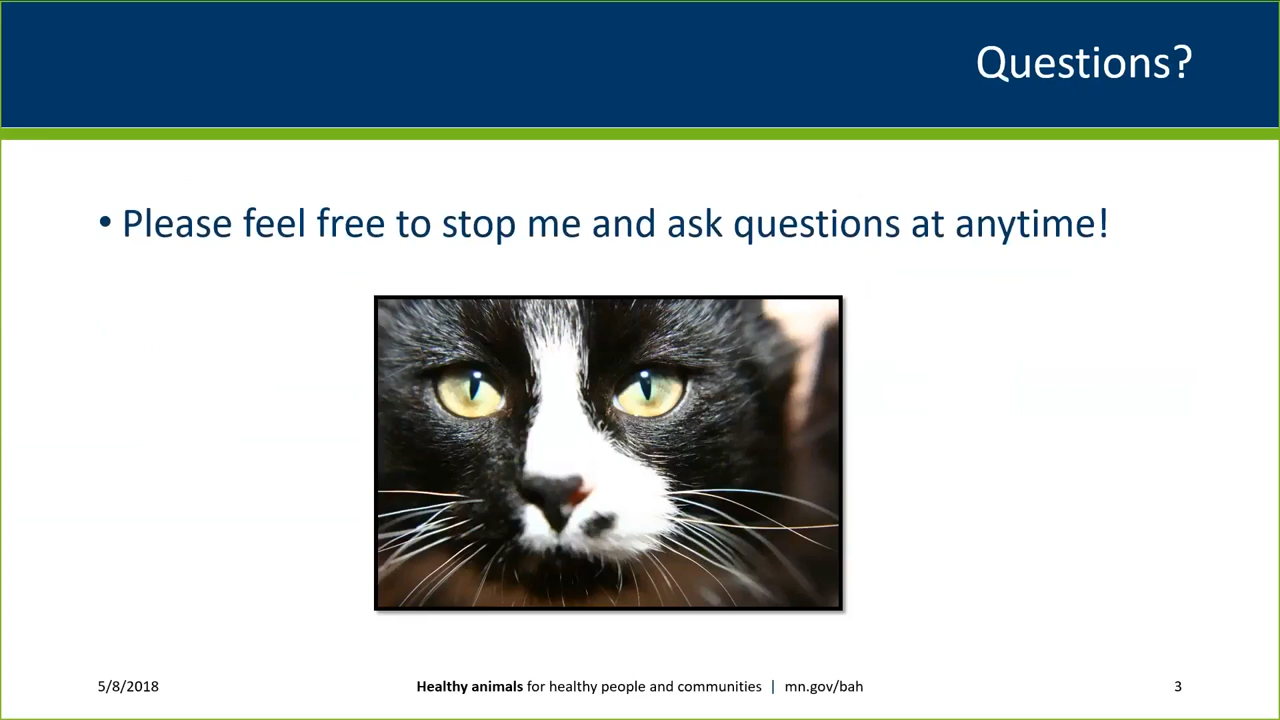 Questions?
• Please feel free to stop me and ask questions at anytime!
5/8/2018
Healthy animals for healthy people and communities | mn.gov/bah
3